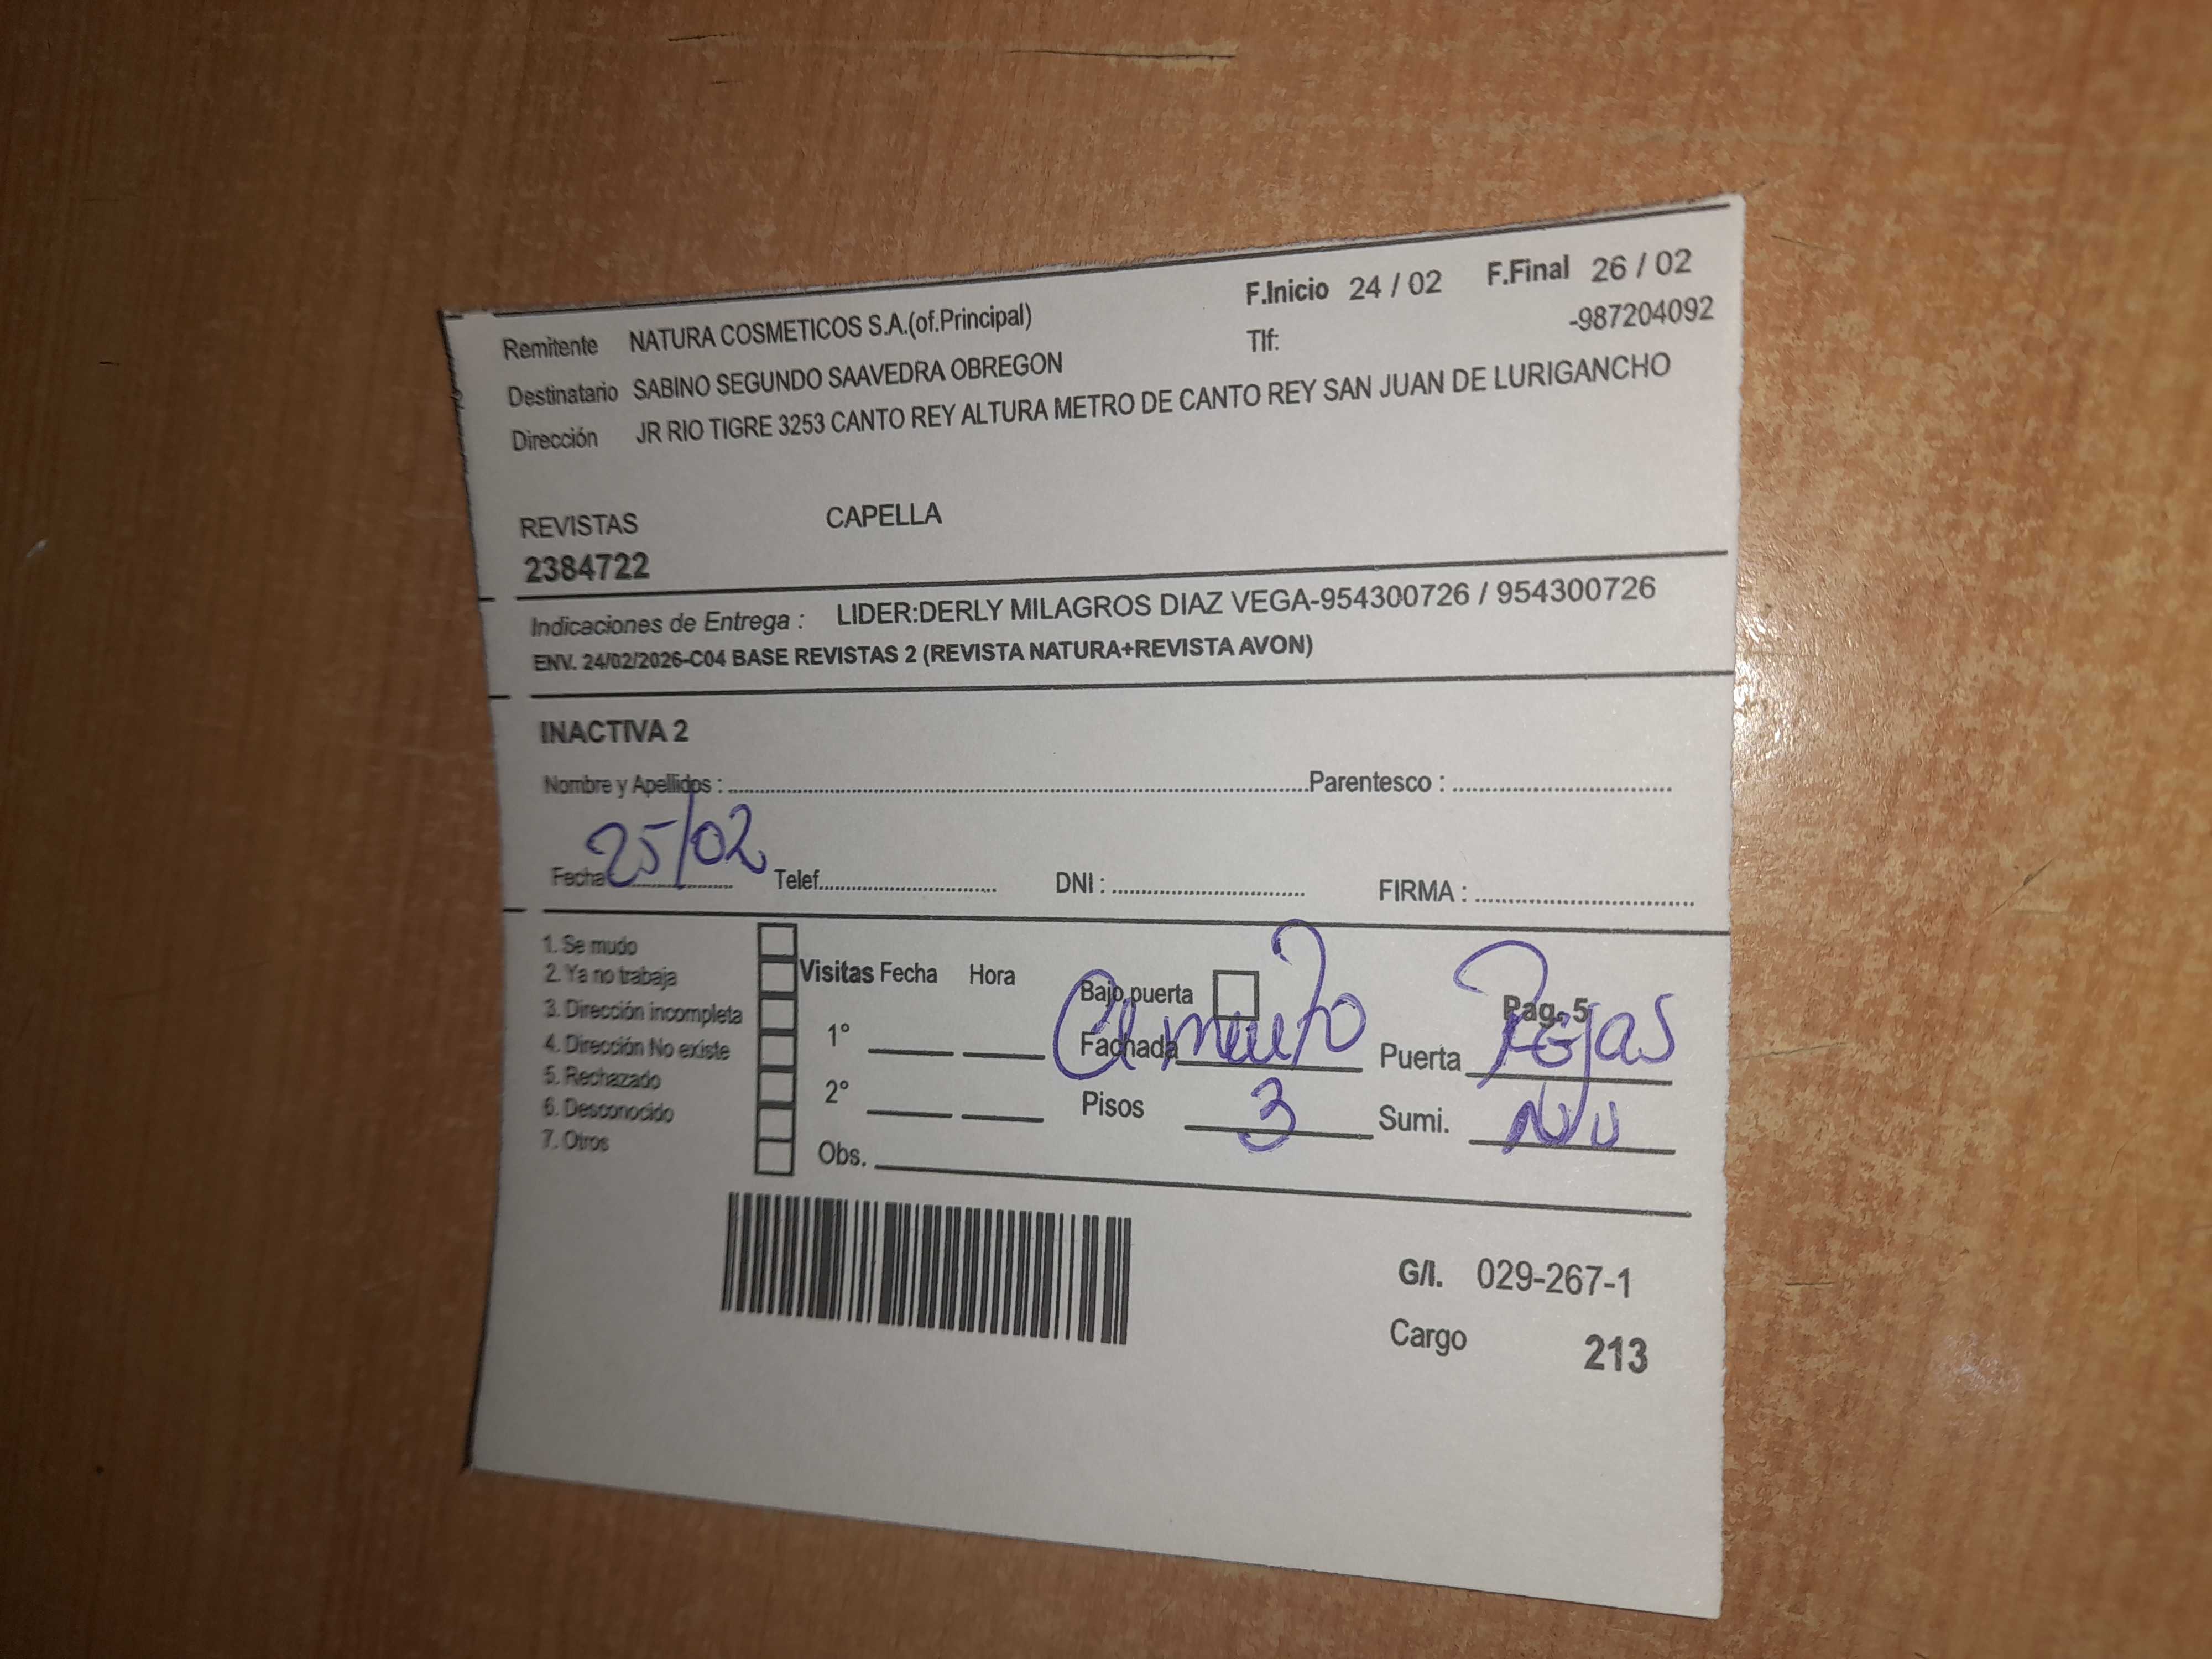 F.Inicio 24 / 02 F.Final 26 / 02
Remitente NATURA COSMETICOS S.A.(of.Principal) Tlf: -987204092
Destinatario SABINO SEGUNDO SAAVEDRA OBREGON
Dirección JR RIO TIGRE 3253 CANTO REY ALTURA METRO DE CANTO REY SAN JUAN DE LURIGANCHO
REVISTAS CAPELLA
2384722
Indicaciones de Entrega : LIDER:DERLY MILAGROS DIAZ VEGA-954300726 / 954300726
ENV. 24/02/2026-C04 BASE REVISTAS 2 (REVISTA NATURA+REVISTA AVON)
INACTIVA 2
Nombre y Apellidos : Parentesco :
Fecha 25/02 Telef. DNI : FIRMA :
1. Se mudo
2. Ya no trabaja
3. Dirección incompleta
4. Dirección No existe
5. Rechazado
6. Desconocido
7. Otros
Visitas Fecha Hora
1°
2°
Obs.
Bajo puerta Pag. 5
Fachada Puerta Rejas
Pisos 3 Sumi.
G/I. 029-267-1
Cargo 213